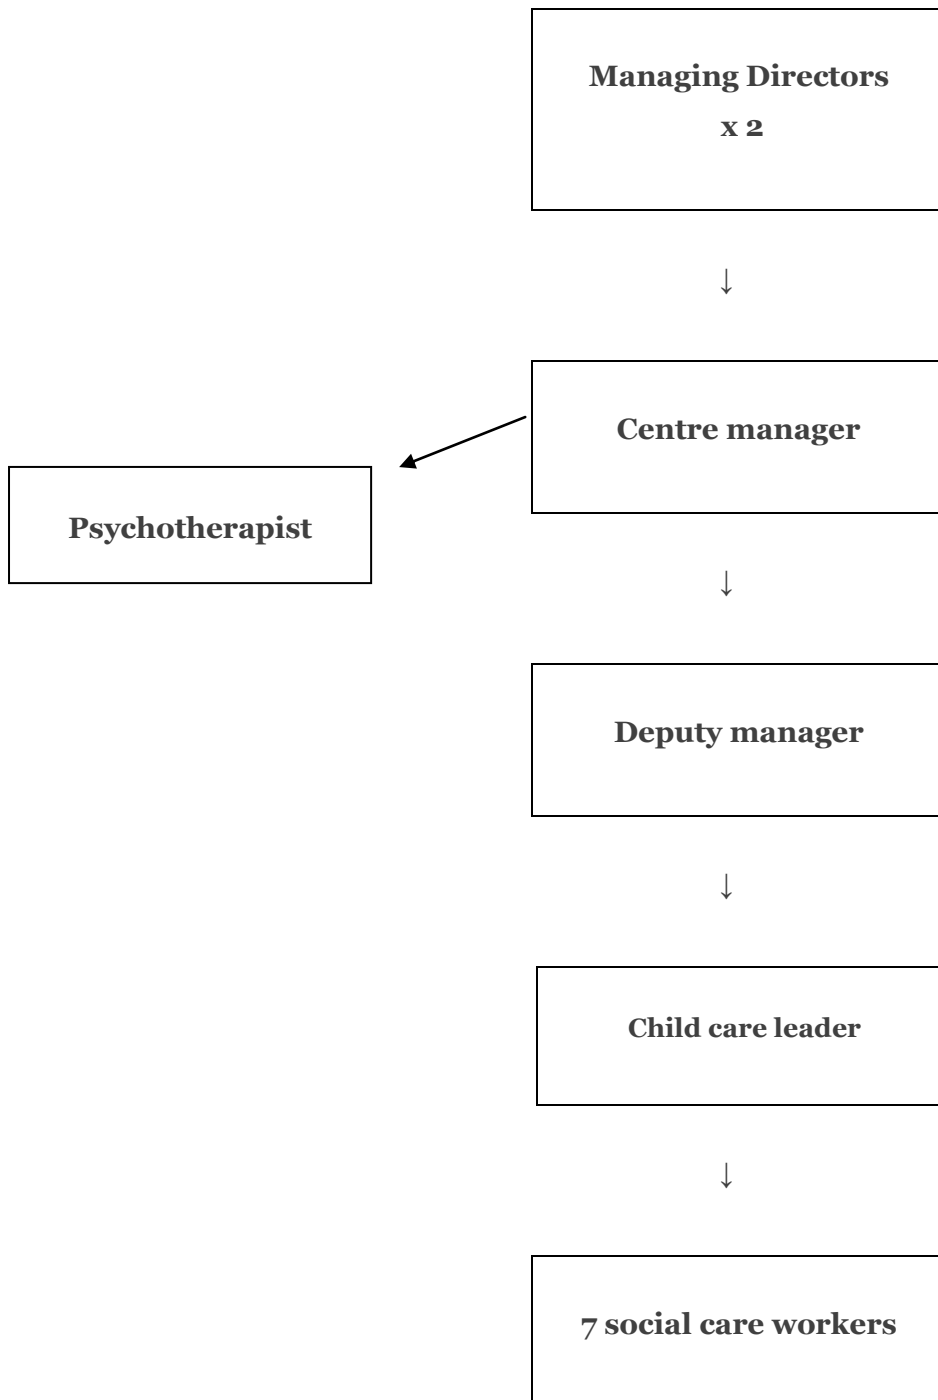 Managing Directors
x 2
↓
Centre manager
Psychotherapist
↓
Deputy manager
↓
Child care leader
↓
7 social care workers